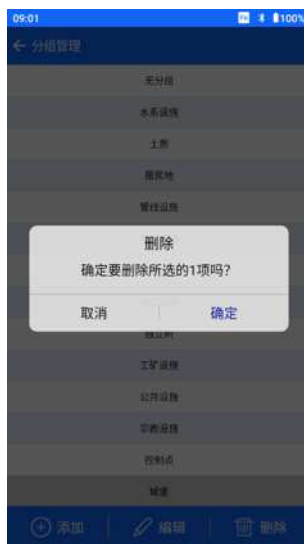 09:01
100%
分组管理
无分组
水系设施
土质
居民地
管线设施
删除
确定要删除所选的1项吗?
取消
确定
独立树
工矿设施
公共设施
宗教设施
控制点
添加
编辑
删除